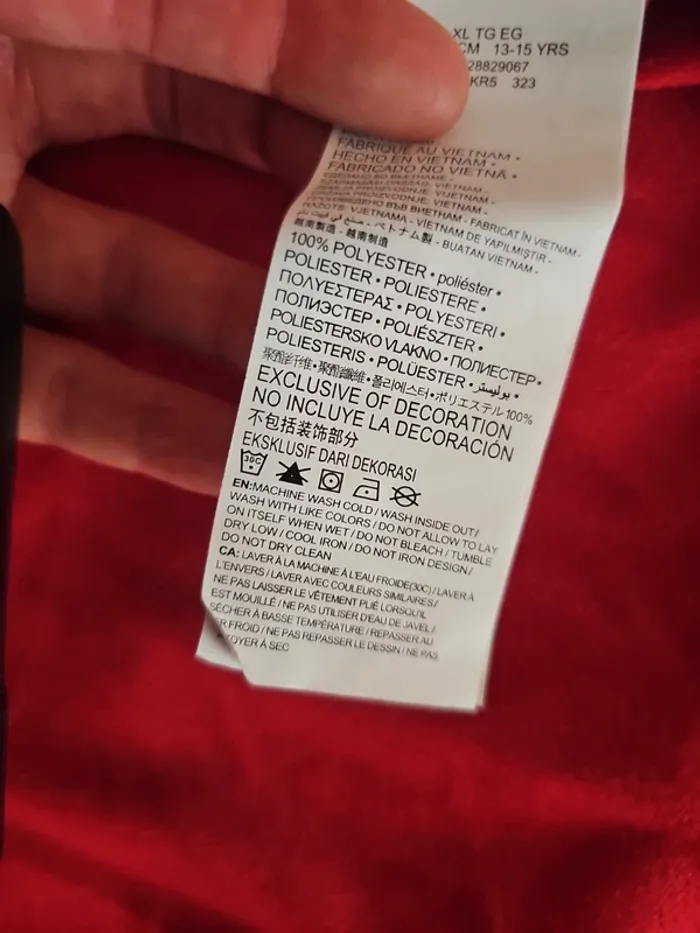 XL TG EG
CM 13-15 YRS
28829067
KR5 323
FABRIQUÉ AU VIETNAM •
HECHO EN VIETNAM •
FABRICADO NO VIETNÃ •
VIETNAM -
VIETNAM -
ПРОИЗВЕДЕНО ВЪВ ВИЕТНАМ - FABRICAT ÎN VIETNAM -
RAŽOTS: VJETNAMA - VIETNAM DE YAPILMIŞTIR -
ベトナム製 - BUATAN VIETNAM -
越南製造 - 越南制造
100% POLYESTER • poliéster •
POLIESTER • POLIESTERE •
ΠΟΛΥΕΣΤΕΡΑΣ • POLYESTERI •
ПОЛИЭСТЕР • POLIÉSZTER •
POLIESTERSKO VLAKNO • ПОЛИЕСТЕР •
POLIESTERIS • POLÜESTER • بوليستر •
聚酯纤维 • 聚酯纖維 • 폴리에스터 • ポリエステル 100%
EXCLUSIVE OF DECORATION
NO INCLUYE LA DECORACIÓN
不包括装饰部分
EKSKLUSIF DARI DEKORASI
30C
EN:MACHINE WASH COLD / WASH INSIDE OUT /
WASH WITH LIKE COLORS / DO NOT ALLOW TO LAY
ON ITSELF WHEN WET / DO NOT BLEACH / TUMBLE
DRY LOW / COOL IRON / DO NOT IRON DESIGN /
DO NOT DRY CLEAN
CA: LAVER À LA MACHINE À L'EAU FROIDE(30C) / LAVER À
L'ENVERS / LAVER AVEC COULEURS SIMILAIRES /
NE PAS LAISSER LE VÊTEMENT PLIÉ LORSQU'IL
EST MOUILLÉ / NE PAS UTILISER D'EAU DE JAVEL /
SÉCHER À BASSE TEMPÉRATURE / REPASSER AU
R FROID / NE PAS REPASSER LE DESSIN / NE PAS
TOYER À SEC